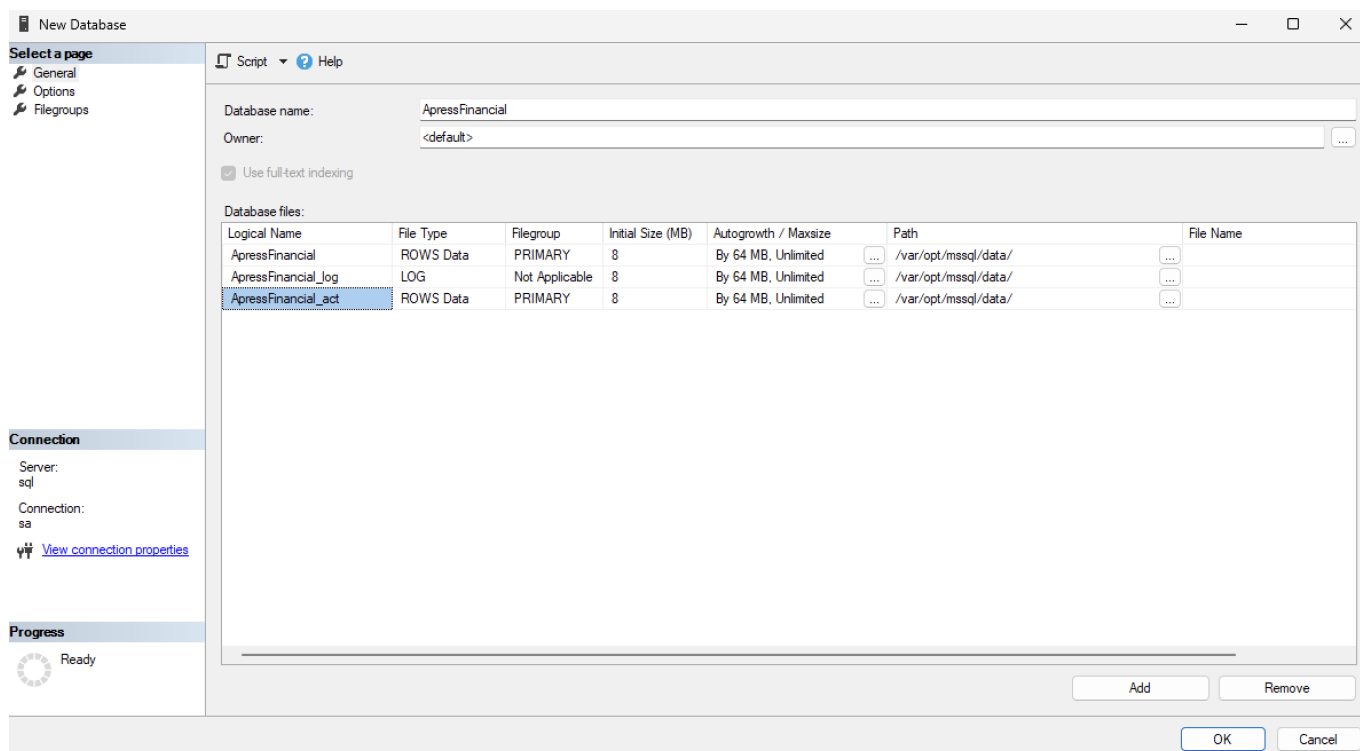 New Database
Select a page
General
Options
Filegroups
Script Help
Database name: ApressFinancial
Owner: <default> ...
Use full-text indexing
Database files:
Logical Name File Type Filegroup Initial Size (MB) Autogrowth / Maxsize Path File Name
ApressFinancial ROWS Data PRIMARY 8 By 64 MB, Unlimited ... /var/opt/mssql/data/ ...
ApressFinancial_log LOG Not Applicable 8 By 64 MB, Unlimited ... /var/opt/mssql/data/ ...
ApressFinancial_act ROWS Data PRIMARY 8 By 64 MB, Unlimited ... /var/opt/mssql/data/ ...
Connection
Server:
sql
Connection:
sa
View connection properties
Progress
Ready
Add Remove
OK Cancel